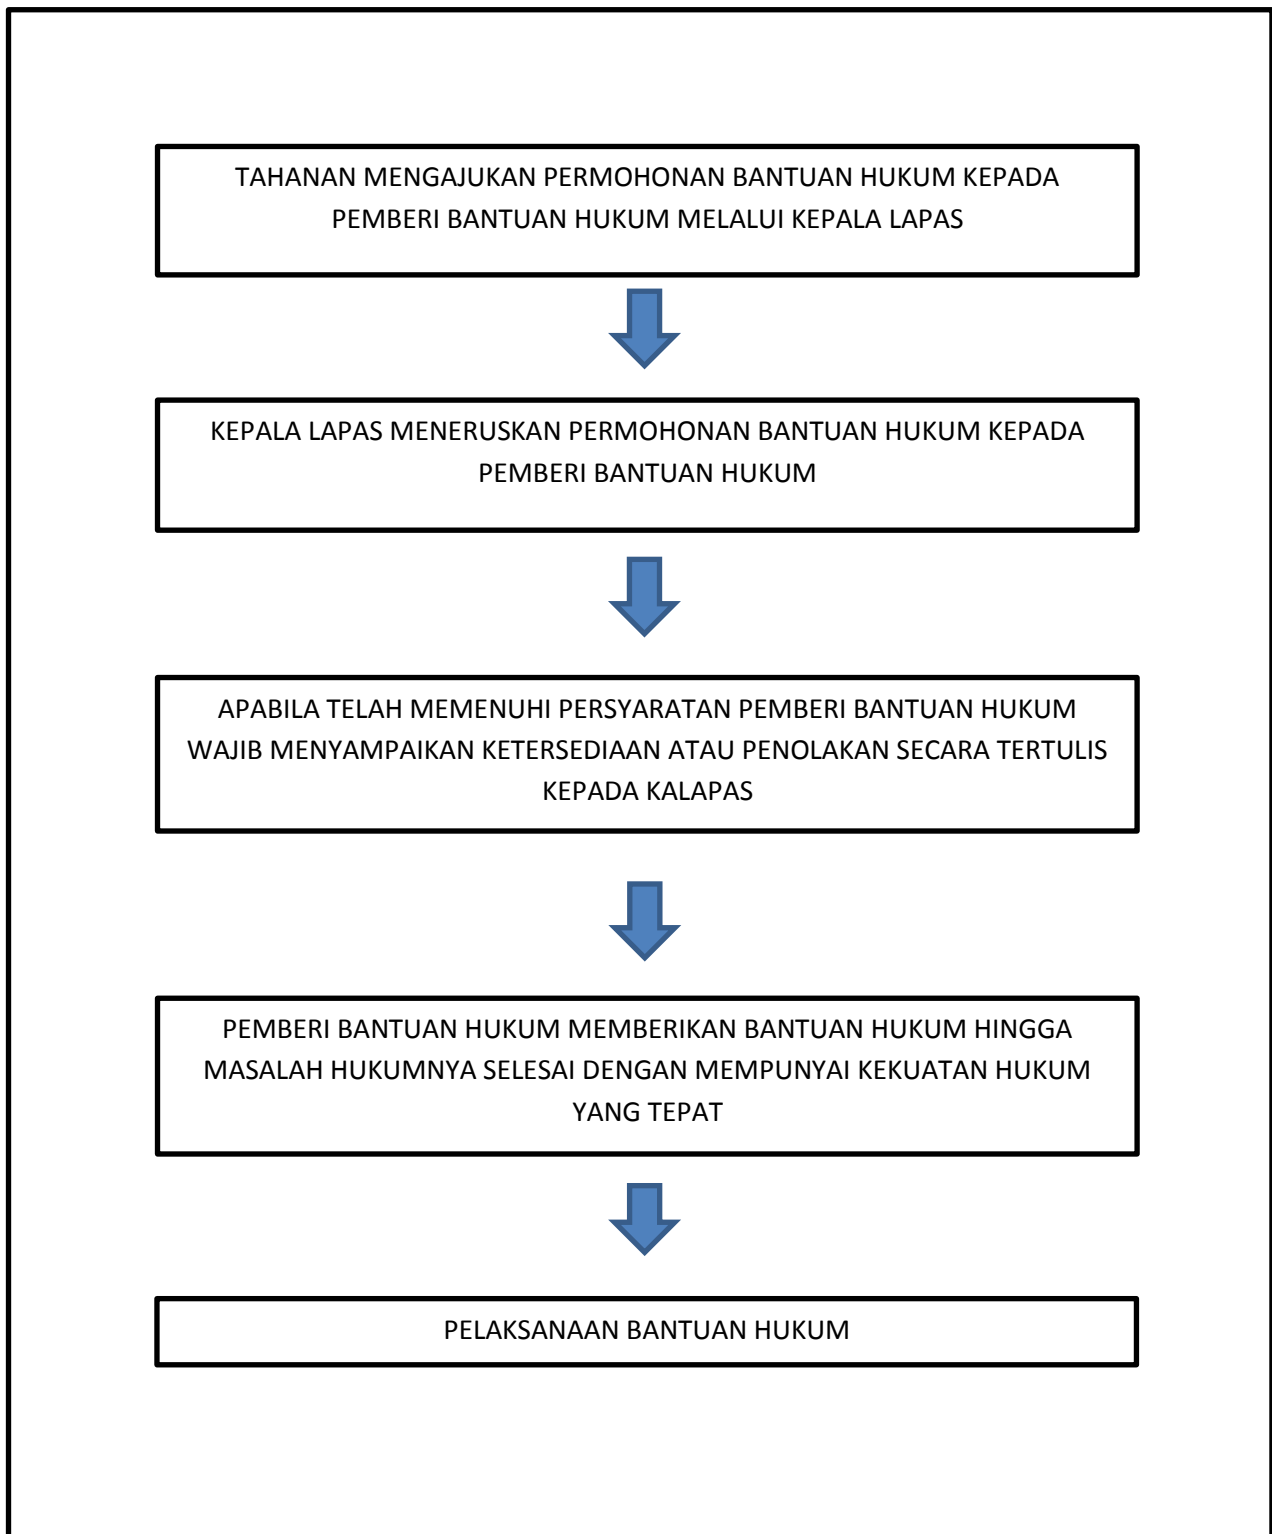 TAHANAN MENGAJUKAN PERMOHONAN BANTUAN HUKUM KEPADA
PEMBERI BANTUAN HUKUM MELALUI KEPALA LAPAS
KEPALA LAPAS MENERUSKAN PERMOHONAN BANTUAN HUKUM KEPADA
PEMBERI BANTUAN HUKUM
APABILA TELAH MEMENUHI PERSYARATAN PEMBERI BANTUAN HUKUM
WAJIB MENYAMPAIKAN KETERSEDIAAN ATAU PENOLAKAN SECARA TERTULIS
KEPADA KALAPAS
PEMBERI BANTUAN HUKUM MEMBERIKAN BANTUAN HUKUM HINGGA
MASALAH HUKUMNYA SELESAI DENGAN MEMPUNYAI KEKUATAN HUKUM
YANG TEPAT
PELAKSANAAN BANTUAN HUKUM